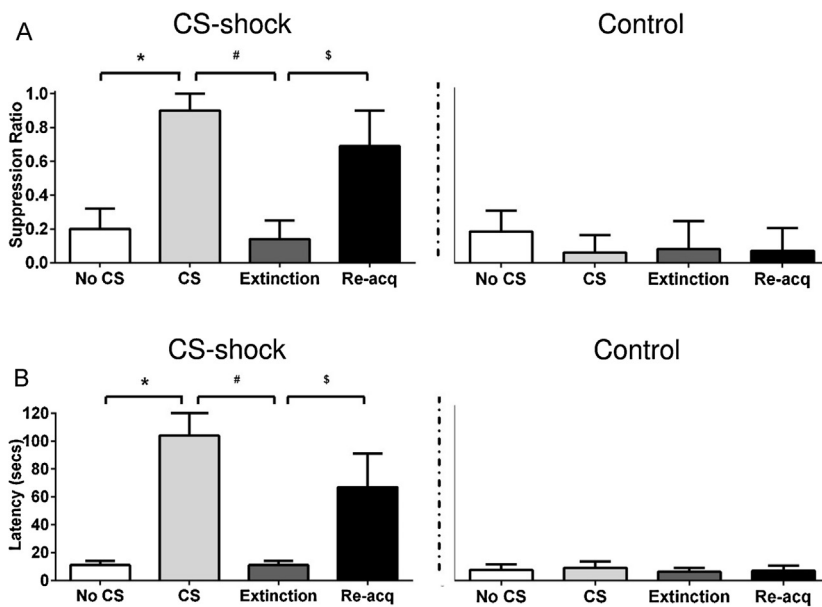 A
CS-shock
Control
* # $
Suppression Ratio
1.0
0.8
0.6
0.4
0.2
0.0
No CS CS Extinction Re-acq
No CS CS Extinction Re-acq
B
CS-shock
Control
* # $
Latency (secs)
120
100
80
60
40
20
0
No CS CS Extinction Re-acq
No CS CS Extinction Re-acq